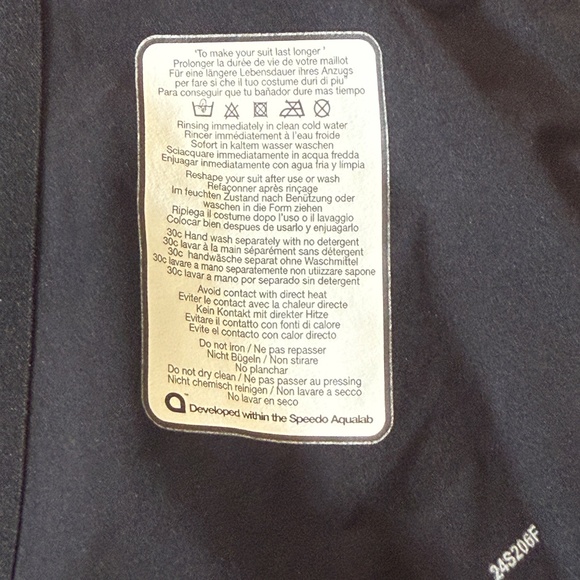 'To make your suit last longer '
Prolonger la durée de vie de votre maillot
Für eine längere Lebensdauer ihres Anzugs
per fare si che il tuo costume duri di piu"
Para conseguir que tu bañador dure mas tiempo
Rinsing immediately in clean cold water
Rincer immédiatement à l'eau froide
Sofort in kaltem wasser waschen
Sciacquare immediatamente in acqua fredda
Enjuagar inmediatamente con agua fria y limpia
Reshape your suit after use or wash
Refaçonner après rinçage
Im feuchten Zustand nach Benützung oder
waschen in die Form ziehen
Ripiega il costume dopo l'uso o il lavaggio
Colocar bien despues de usarlo y enjuagarlo
30c Hand wash separately with no detergent
30c lavar à la main séparément sans détergent
30c handwäsche separat ohne Waschmittel
30c lavare a mano separatamente non utiizzare sapone
30c lavar a mano por separado sin detergent
Avoid contact with direct heat
Eviter le contact avec la chaleur directe
Kein Kontakt mit direkter Hitze
Evitare il contatto con fonti di calore
Evite el contacto con calor directo
Do not iron / Ne pas repasser
Nicht Bügeln / Non stirare
No planchar
Do not dry clean / Ne pas passer au pressing
Nicht chemisch reinigen / Non lavare a secco
No lavar en seco
Developed within the Speedo Aqualab
24S206F